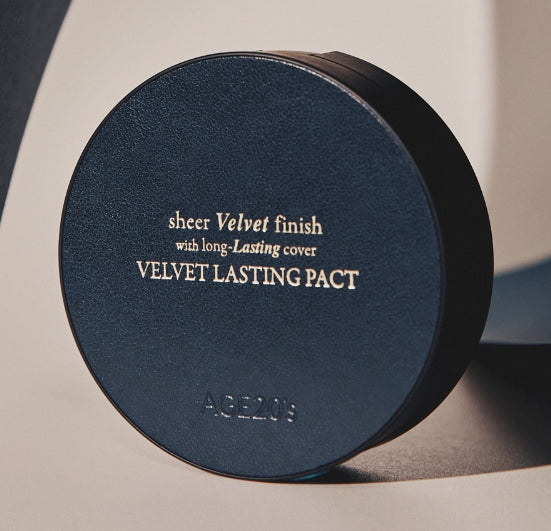 sheer Velvet finish
with long-Lasting cover
VELVET LASTING PACT
AGE20's